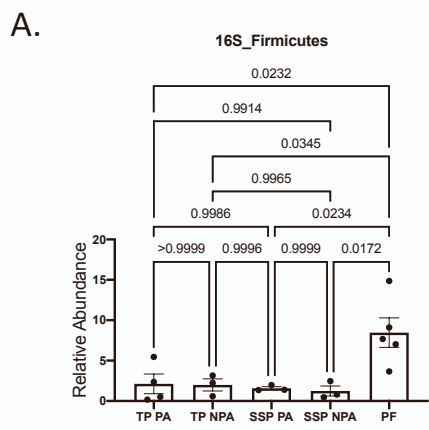 A.
16S_Firmicutes
0.0232
0.9914
0.0345
0.9965
0.9986 0.0234
>0.9999 0.9996 0.9999 0.0172
Relative Abundance
20
15
10
5
0
TP PA TP NPA SSP PA SSP NPA PF